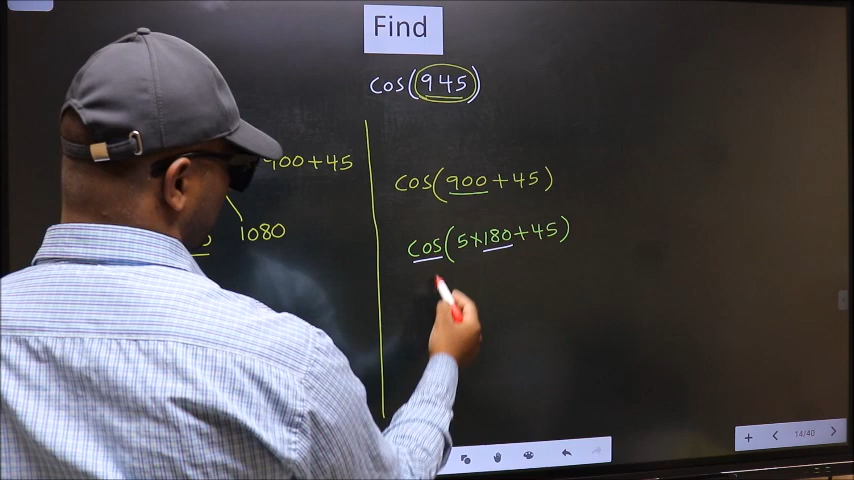 Find
cos(945)
900+45
1080
cos(900+45)
cos(5×180+45)
14/40